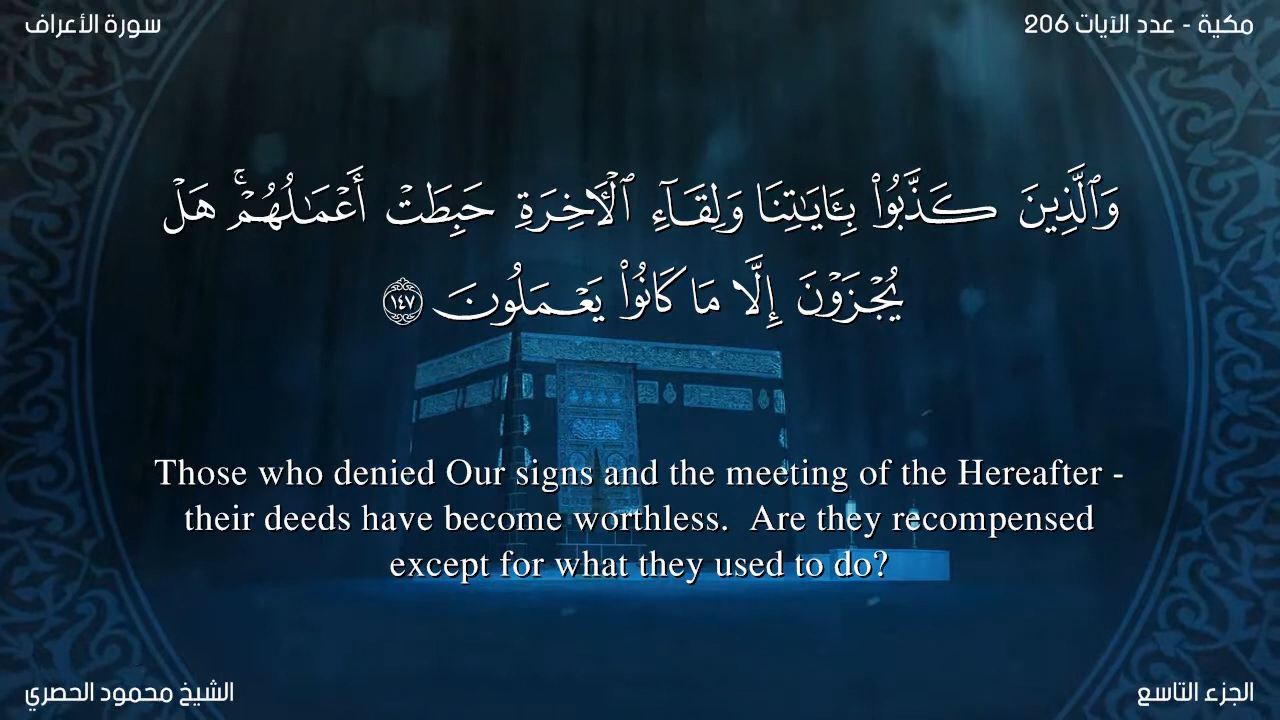 مكية - عدد الآيات 206
سورة الأعراف
وَٱلَّذِينَ كَذَّبُوا۟ بِـَٔايَـٰتِنَا وَلِقَآءِ ٱلْـَٔاخِرَةِ حَبِطَتْ أَعْمَـٰلُهُمْ ۚ هَلْ
يُجْزَوْنَ إِلَّا مَا كَانُوا۟ يَعْمَلُونَ ١٤٧
Those who denied Our signs and the meeting of the Hereafter -
their deeds have become worthless.  Are they recompensed
except for what they used to do?
الجزء التاسع
الشيخ محمود الحصري